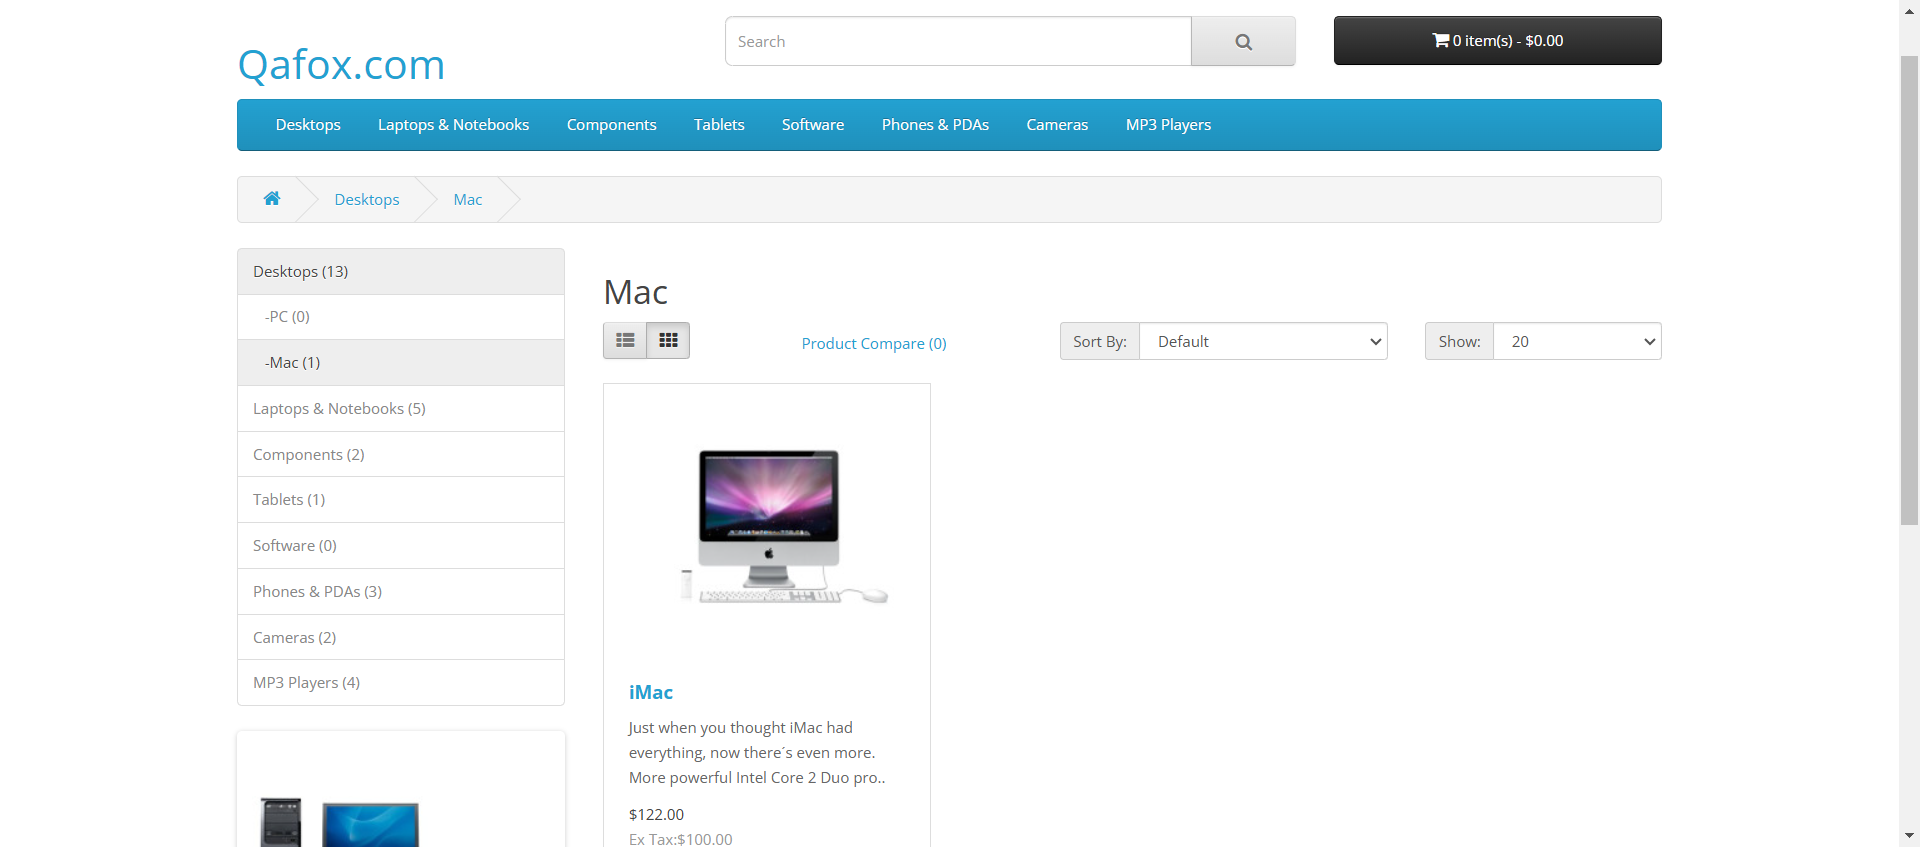 Search
0 item(s) - $0.00
Qafox.com
Desktops Laptops & Notebooks Components Tablets Software Phones & PDAs Cameras MP3 Players
Desktops Mac
Desktops (13)
-PC (0)
-Mac (1)
Laptops & Notebooks (5)
Components (2)
Tablets (1)
Software (0)
Phones & PDAs (3)
Cameras (2)
MP3 Players (4)
Mac
Product Compare (0)
Sort By: Default
Show: 20
iMac
Just when you thought iMac had
everything, now there´s even more.
More powerful Intel Core 2 Duo pro..
$122.00
Ex Tax:$100.00